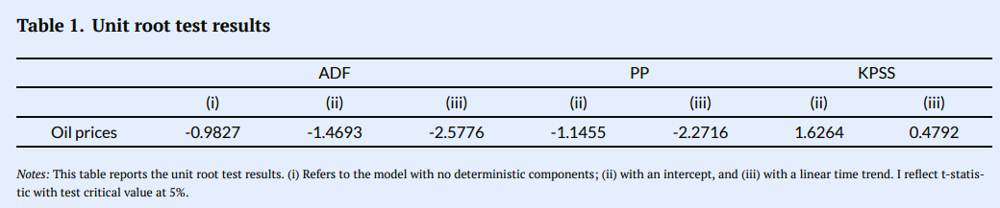 Table 1. Unit root test results
ADF PP KPSS
(i) (ii) (iii) (ii) (iii) (ii) (iii)
Oil prices -0.9827 -1.4693 -2.5776 -1.1455 -2.2716 1.6264 0.4792
Notes: This table reports the unit root test results. (i) Refers to the model with no deterministic components; (ii) with an intercept, and (iii) with a linear time trend. I reflect t-statis-
tic with test critical value at 5%.